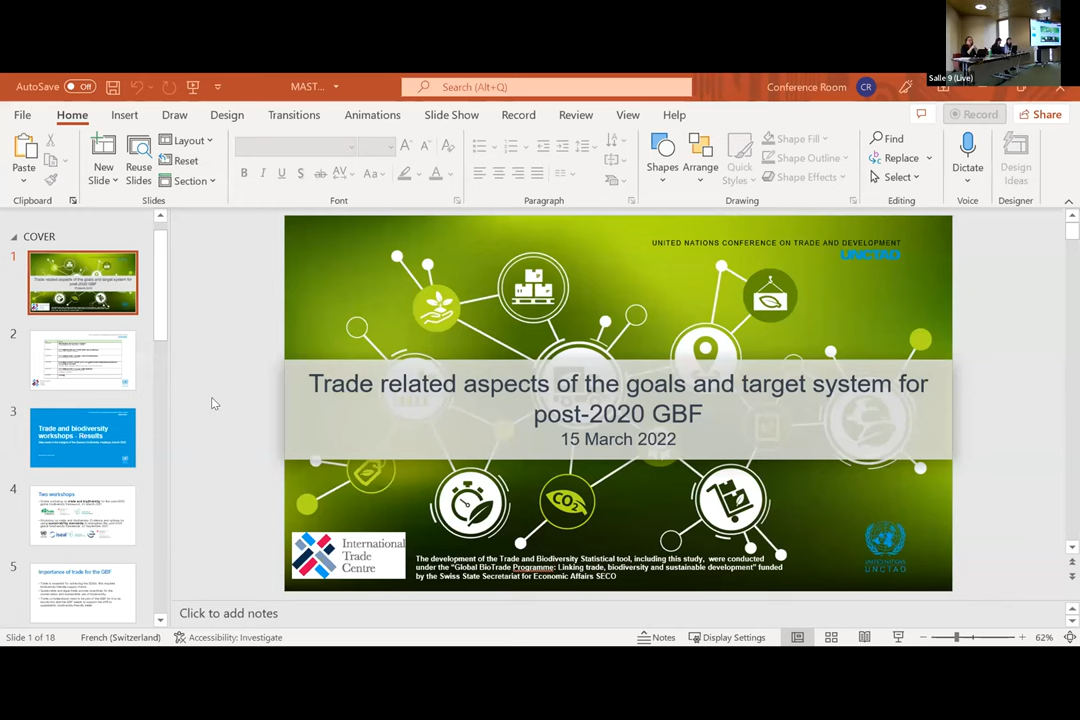 Salle 9 (Live)
AutoSave Off MAST... Search (Alt+Q) Conference Room CR
File Home Insert Draw Design Transitions Animations Slide Show Record Review View Help Record Share
Paste New Slides Reuse Slides Layout Reset Section
B I U S ab AV Aa A
Shapes Arrange Quick Styles Shape Fill Shape Outline Shape Effects
Find Replace Select Dictate Design Ideas
Clipboard Slides Font Paragraph Drawing Editing Voice Designer
COVER
1
2
3
Trade and biodiversity
workshops - Results
4
Two workshops
5
Importance of trade for the GBF
UNITED NATIONS CONFERENCE ON TRADE AND DEVELOPMENT
UNCTAD
Trade related aspects of the goals and target system for
post-2020 GBF
15 March 2022
CO2
International
Trade
Centre
The development of the Trade and Biodiversity Statistical tool, including this study, were conducted
under the "Global BioTrade Programme: Linking trade, biodiversity and sustainable development" funded
by the Swiss State Secretariat for Economic Affairs SECO
UNITED NATIONS
UNCTAD
Click to add notes
Slide 1 of 18 French (Switzerland) Accessibility: Investigate Notes Display Settings 62%